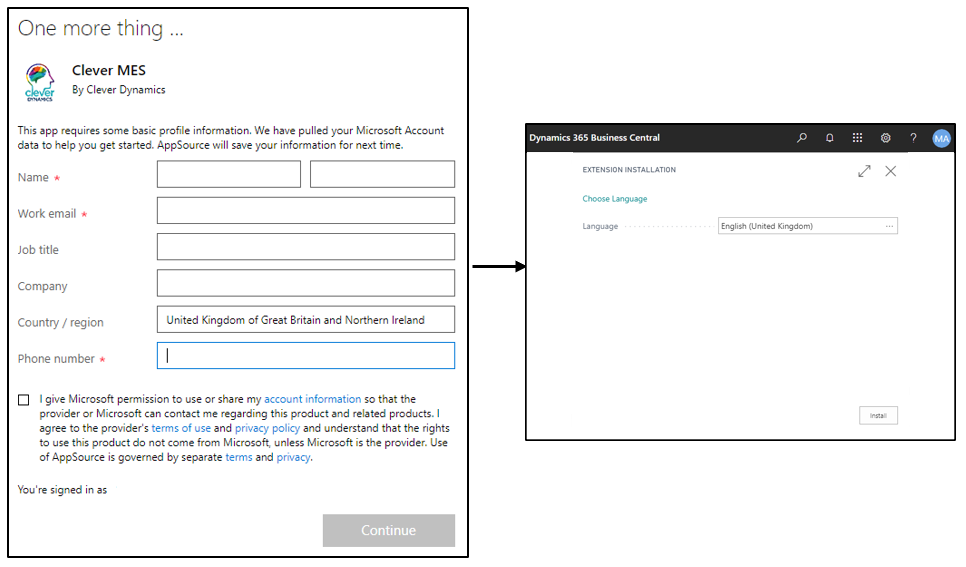 One more thing ...
clever
DYNAMICS
Clever MES
By Clever Dynamics
This app requires some basic profile information. We have pulled your Microsoft Account
data to help you get started. AppSource will save your information for next time.
Name *
Work email *
Job title
Company
Country / region United Kingdom of Great Britain and Northern Ireland
Phone number *
I give Microsoft permission to use or share my account information so that the
provider or Microsoft can contact me regarding this product and related products. I
agree to the provider's terms of use and privacy policy and understand that the rights
to use this product do not come from Microsoft, unless Microsoft is the provider. Use
of AppSource is governed by separate terms and privacy.
You're signed in as
Continue
Dynamics 365 Business Central ? MA
EXTENSION INSTALLATION
Choose Language
Language English (United Kingdom) ...
Install